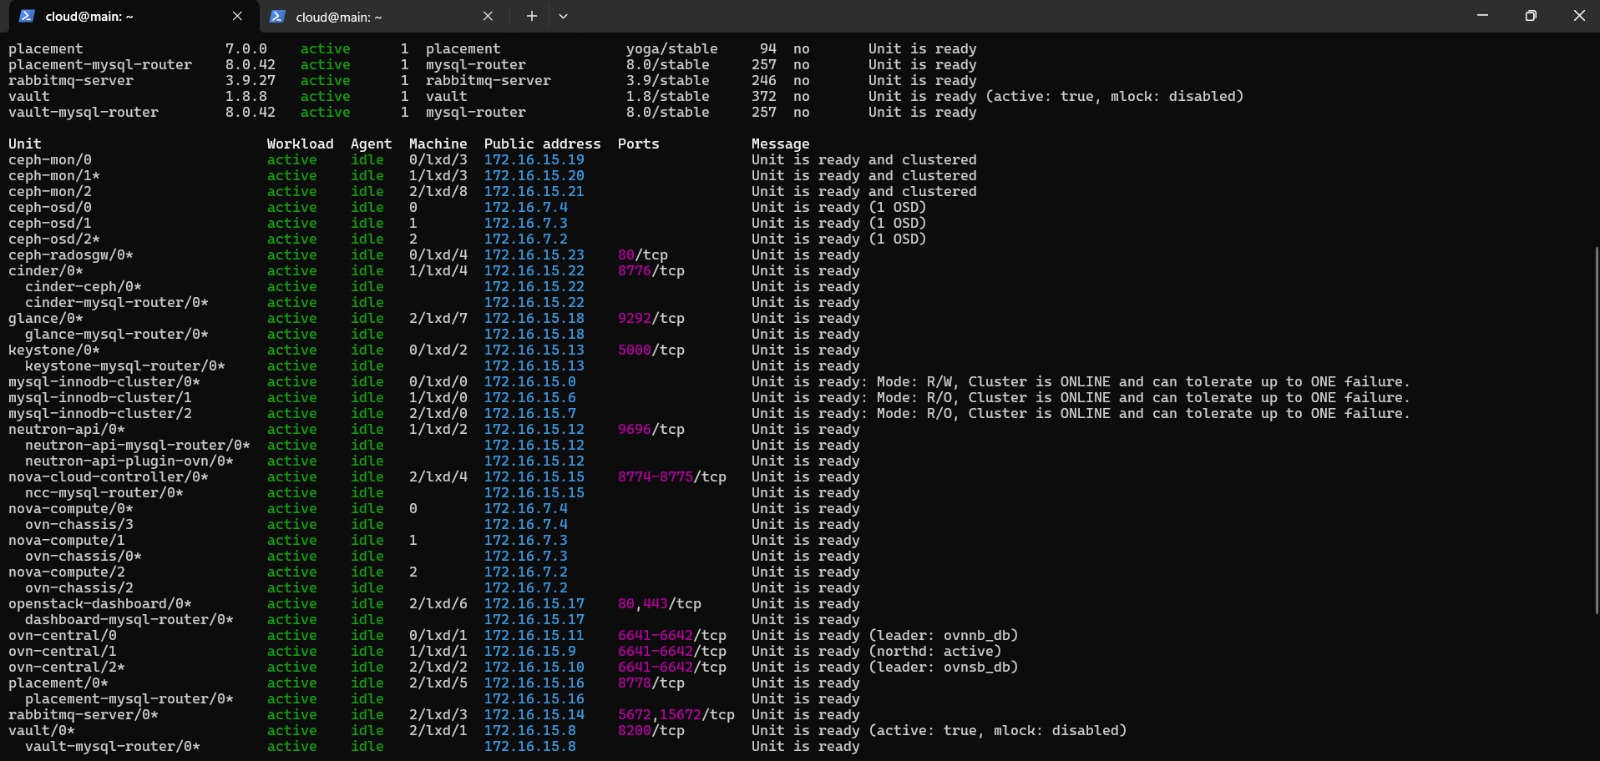 cloud@main: ~
cloud@main: ~
placement 7.0.0 active 1 placement yoga/stable 94 no Unit is ready
placement-mysql-router 8.0.42 active 1 mysql-router 8.0/stable 257 no Unit is ready
rabbitmq-server 3.9.27 active 1 rabbitmq-server 3.9/stable 246 no Unit is ready
vault 1.8.8 active 1 vault 1.8/stable 372 no Unit is ready (active: true, mlock: disabled)
vault-mysql-router 8.0.42 active 1 mysql-router 8.0/stable 257 no Unit is ready
Unit Workload Agent Machine Public address Ports Message
ceph-mon/0 active idle 0/lxd/3 172.16.15.19 Unit is ready and clustered
ceph-mon/1* active idle 1/lxd/3 172.16.15.20 Unit is ready and clustered
ceph-mon/2 active idle 2/lxd/8 172.16.15.21 Unit is ready and clustered
ceph-osd/0 active idle 0 172.16.7.4 Unit is ready (1 OSD)
ceph-osd/1 active idle 1 172.16.7.3 Unit is ready (1 OSD)
ceph-osd/2* active idle 2 172.16.7.2 Unit is ready (1 OSD)
ceph-radosgw/0* active idle 0/lxd/4 172.16.15.23 80/tcp Unit is ready
cinder/0* active idle 1/lxd/4 172.16.15.22 8776/tcp Unit is ready
cinder-ceph/0* active idle 172.16.15.22 Unit is ready
cinder-mysql-router/0* active idle 172.16.15.22 Unit is ready
glance/0* active idle 2/lxd/7 172.16.15.18 9292/tcp Unit is ready
glance-mysql-router/0* active idle 172.16.15.18 Unit is ready
keystone/0* active idle 0/lxd/2 172.16.15.13 5000/tcp Unit is ready
keystone-mysql-router/0* active idle 172.16.15.13 Unit is ready
mysql-innodb-cluster/0* active idle 0/lxd/0 172.16.15.0 Unit is ready: Mode: R/W, Cluster is ONLINE and can tolerate up to ONE failure.
mysql-innodb-cluster/1 active idle 1/lxd/0 172.16.15.6 Unit is ready: Mode: R/O, Cluster is ONLINE and can tolerate up to ONE failure.
mysql-innodb-cluster/2 active idle 2/lxd/0 172.16.15.7 Unit is ready: Mode: R/O, Cluster is ONLINE and can tolerate up to ONE failure.
neutron-api/0* active idle 1/lxd/2 172.16.15.12 9696/tcp Unit is ready
neutron-api-mysql-router/0* active idle 172.16.15.12 Unit is ready
neutron-api-plugin-ovn/0* active idle 172.16.15.12 Unit is ready
nova-cloud-controller/0* active idle 2/lxd/4 172.16.15.15 8774-8775/tcp Unit is ready
ncc-mysql-router/0* active idle 172.16.15.15 Unit is ready
nova-compute/0* active idle 0 172.16.7.4 Unit is ready
ovn-chassis/3 active idle 172.16.7.4 Unit is ready
nova-compute/1 active idle 1 172.16.7.3 Unit is ready
ovn-chassis/0* active idle 172.16.7.3 Unit is ready
nova-compute/2 active idle 2 172.16.7.2 Unit is ready
ovn-chassis/2 active idle 172.16.7.2 Unit is ready
openstack-dashboard/0* active idle 2/lxd/6 172.16.15.17 80,443/tcp Unit is ready
dashboard-mysql-router/0* active idle 172.16.15.17 Unit is ready
ovn-central/0 active idle 0/lxd/1 172.16.15.11 6641-6642/tcp Unit is ready (leader: ovnnb_db)
ovn-central/1 active idle 1/lxd/1 172.16.15.9 6641-6642/tcp Unit is ready (northd: active)
ovn-central/2* active idle 2/lxd/2 172.16.15.10 6641-6642/tcp Unit is ready (leader: ovnsb_db)
placement/0* active idle 2/lxd/5 172.16.15.16 8778/tcp Unit is ready
placement-mysql-router/0* active idle 172.16.15.16 Unit is ready
rabbitmq-server/0* active idle 2/lxd/3 172.16.15.14 5672,15672/tcp Unit is ready
vault/0* active idle 2/lxd/1 172.16.15.8 8200/tcp Unit is ready (active: true, mlock: disabled)
vault-mysql-router/0* active idle 172.16.15.8 Unit is ready